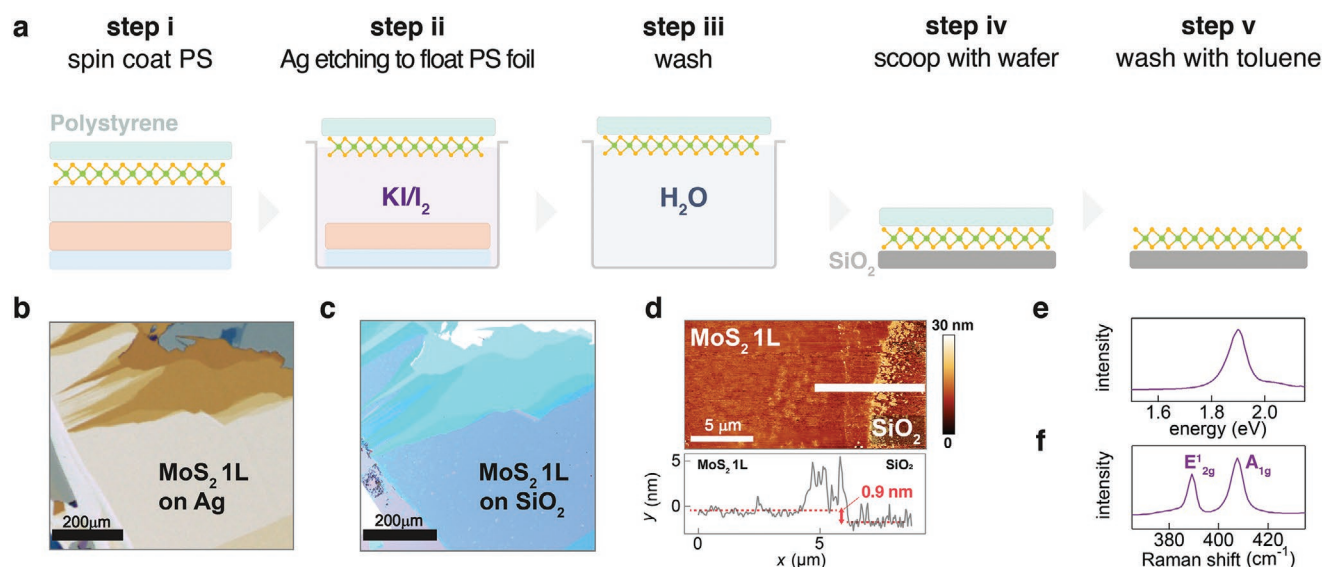 a
step i
spin coat PS
step ii
Ag etching to float PS foil
step iii
wash
step iv
scoop with wafer
step v
wash with toluene
Polystyrene
KI/I₂
H₂O
SiO₂
b
MoS₂ 1L
on Ag
200μm
c
MoS₂ 1L
on SiO₂
200μm
d
MoS₂ 1L
5 μm
SiO₂
30 nm
0
MoS₂ 1L
SiO₂
5
0
y (nm)
0.9 nm
0
5
x (μm)
e
intensity
1.6
1.8
2.0
energy (eV)
f
intensity
E¹₂g
A₁g
380
400
420
Raman shift (cm⁻¹)